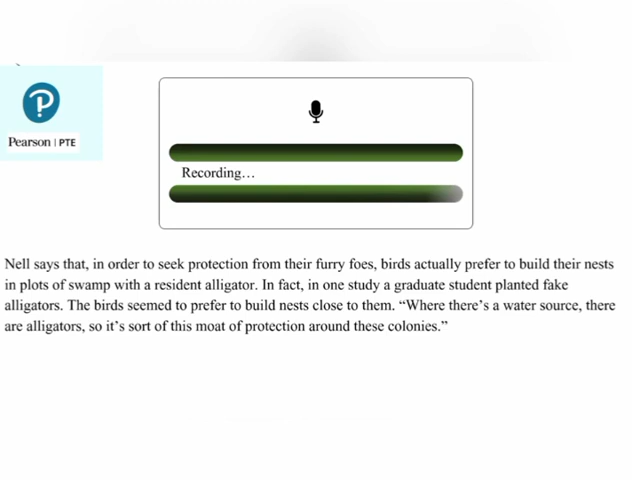 Pearson | PTE
Recording...
Nell says that, in order to seek protection from their furry foes, birds actually prefer to build their nests
in plots of swamp with a resident alligator. In fact, in one study a graduate student planted fake
alligators. The birds seemed to prefer to build nests close to them. “Where there’s a water source, there
are alligators, so it’s sort of this moat of protection around these colonies.”